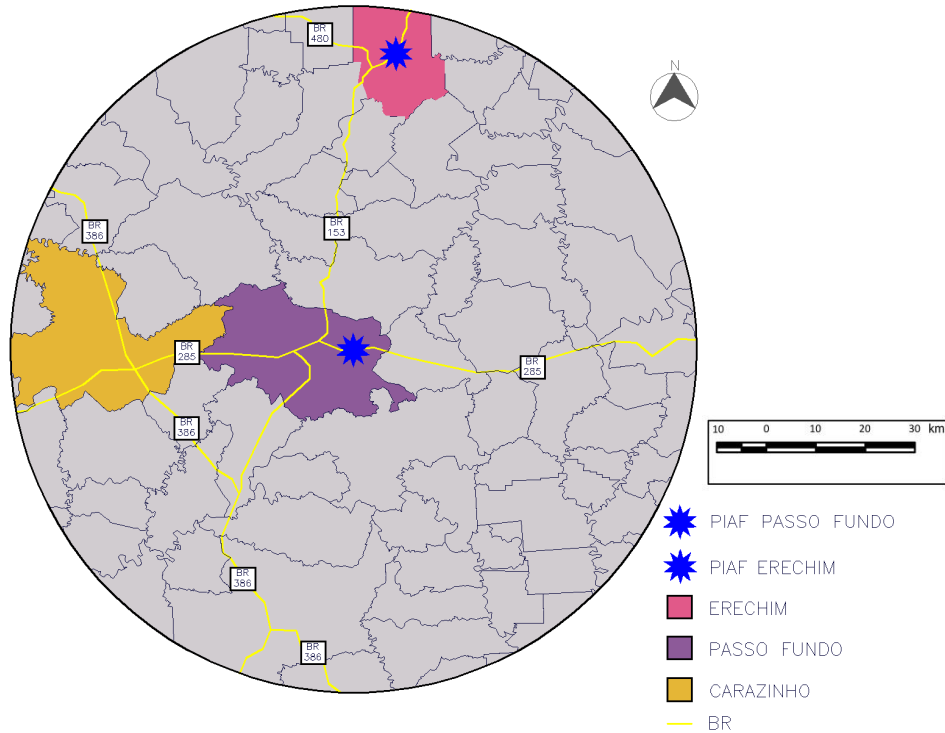 BR
480
N
BR
386
BR
153
BR
285
BR
285
BR
386
10 0 10 20 30 km
PIAF PASSO FUNDO
PIAF ERECHIM
BR
386
ERECHIM
BR
386
PASSO FUNDO
CARAZINHO
BR